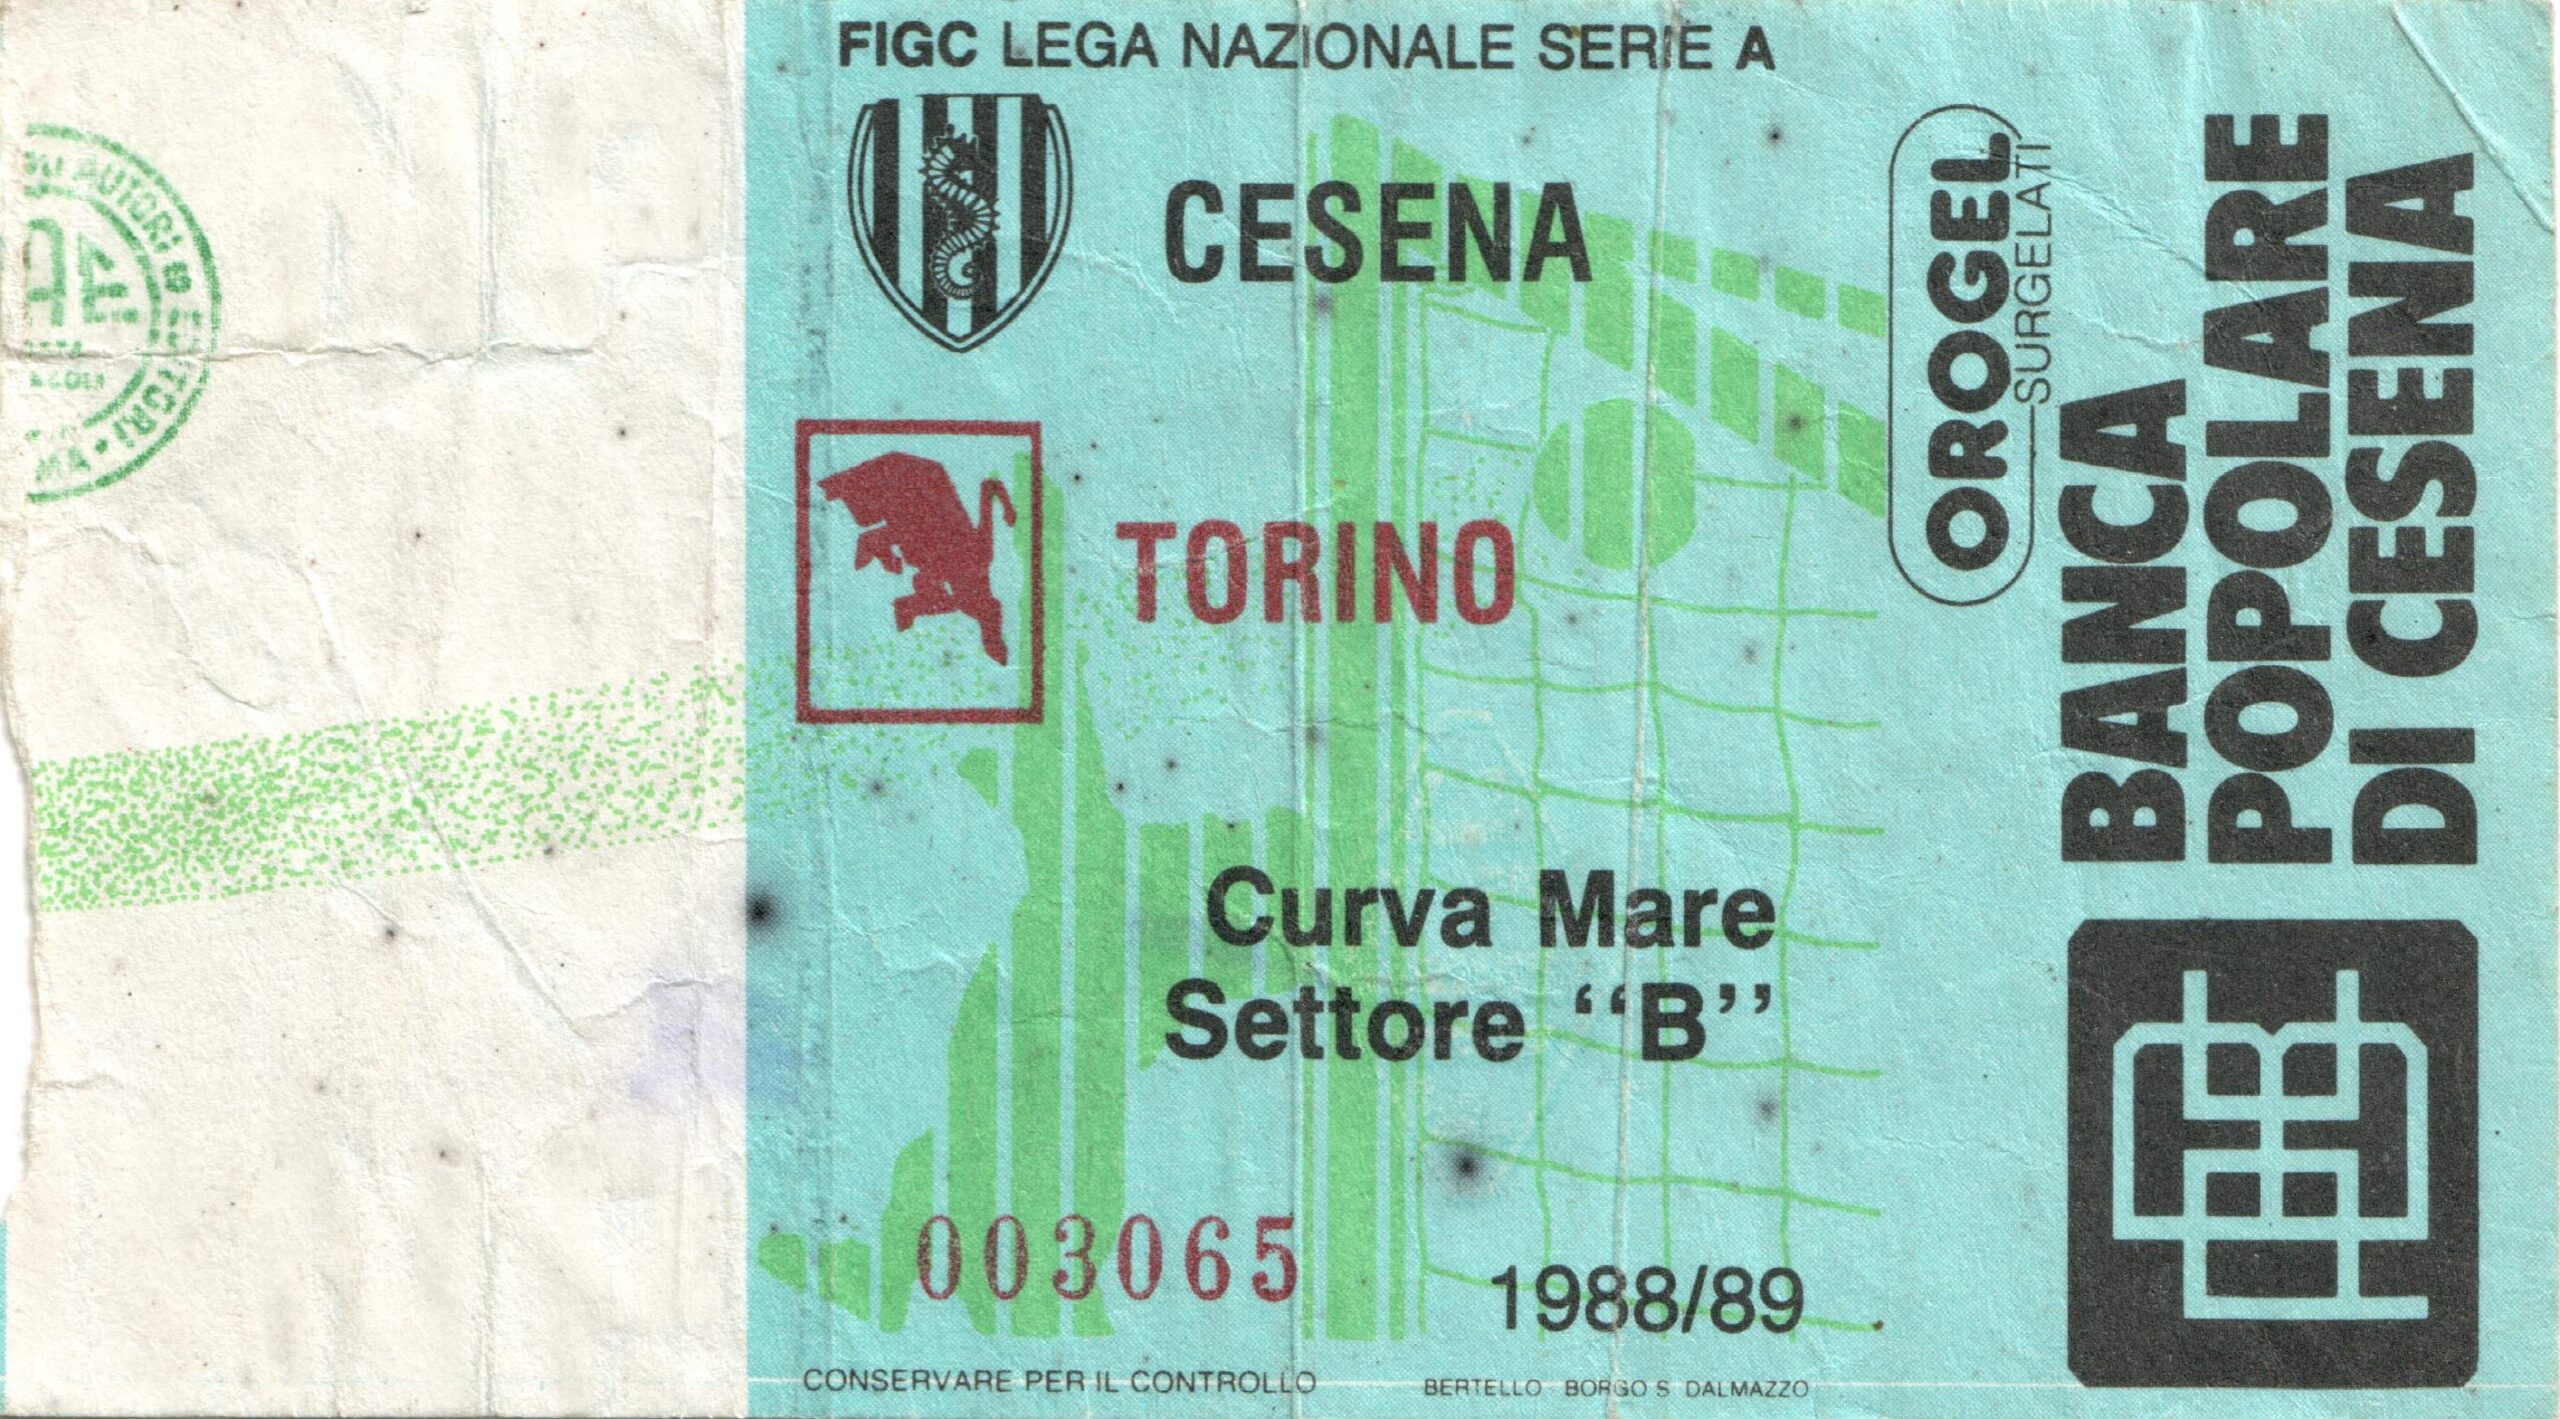 FIGC LEGA NAZIONALE SERIE A
CESENA
TORINO
Curva Mare
Settore “B”
003065
1988/89
CONSERVARE PER IL CONTROLLO
BERTELLO BORGO S. DALMAZZO
OROGEL
SURGELATI
BANCA
POPOLARE
DI CESENA
AUTORI